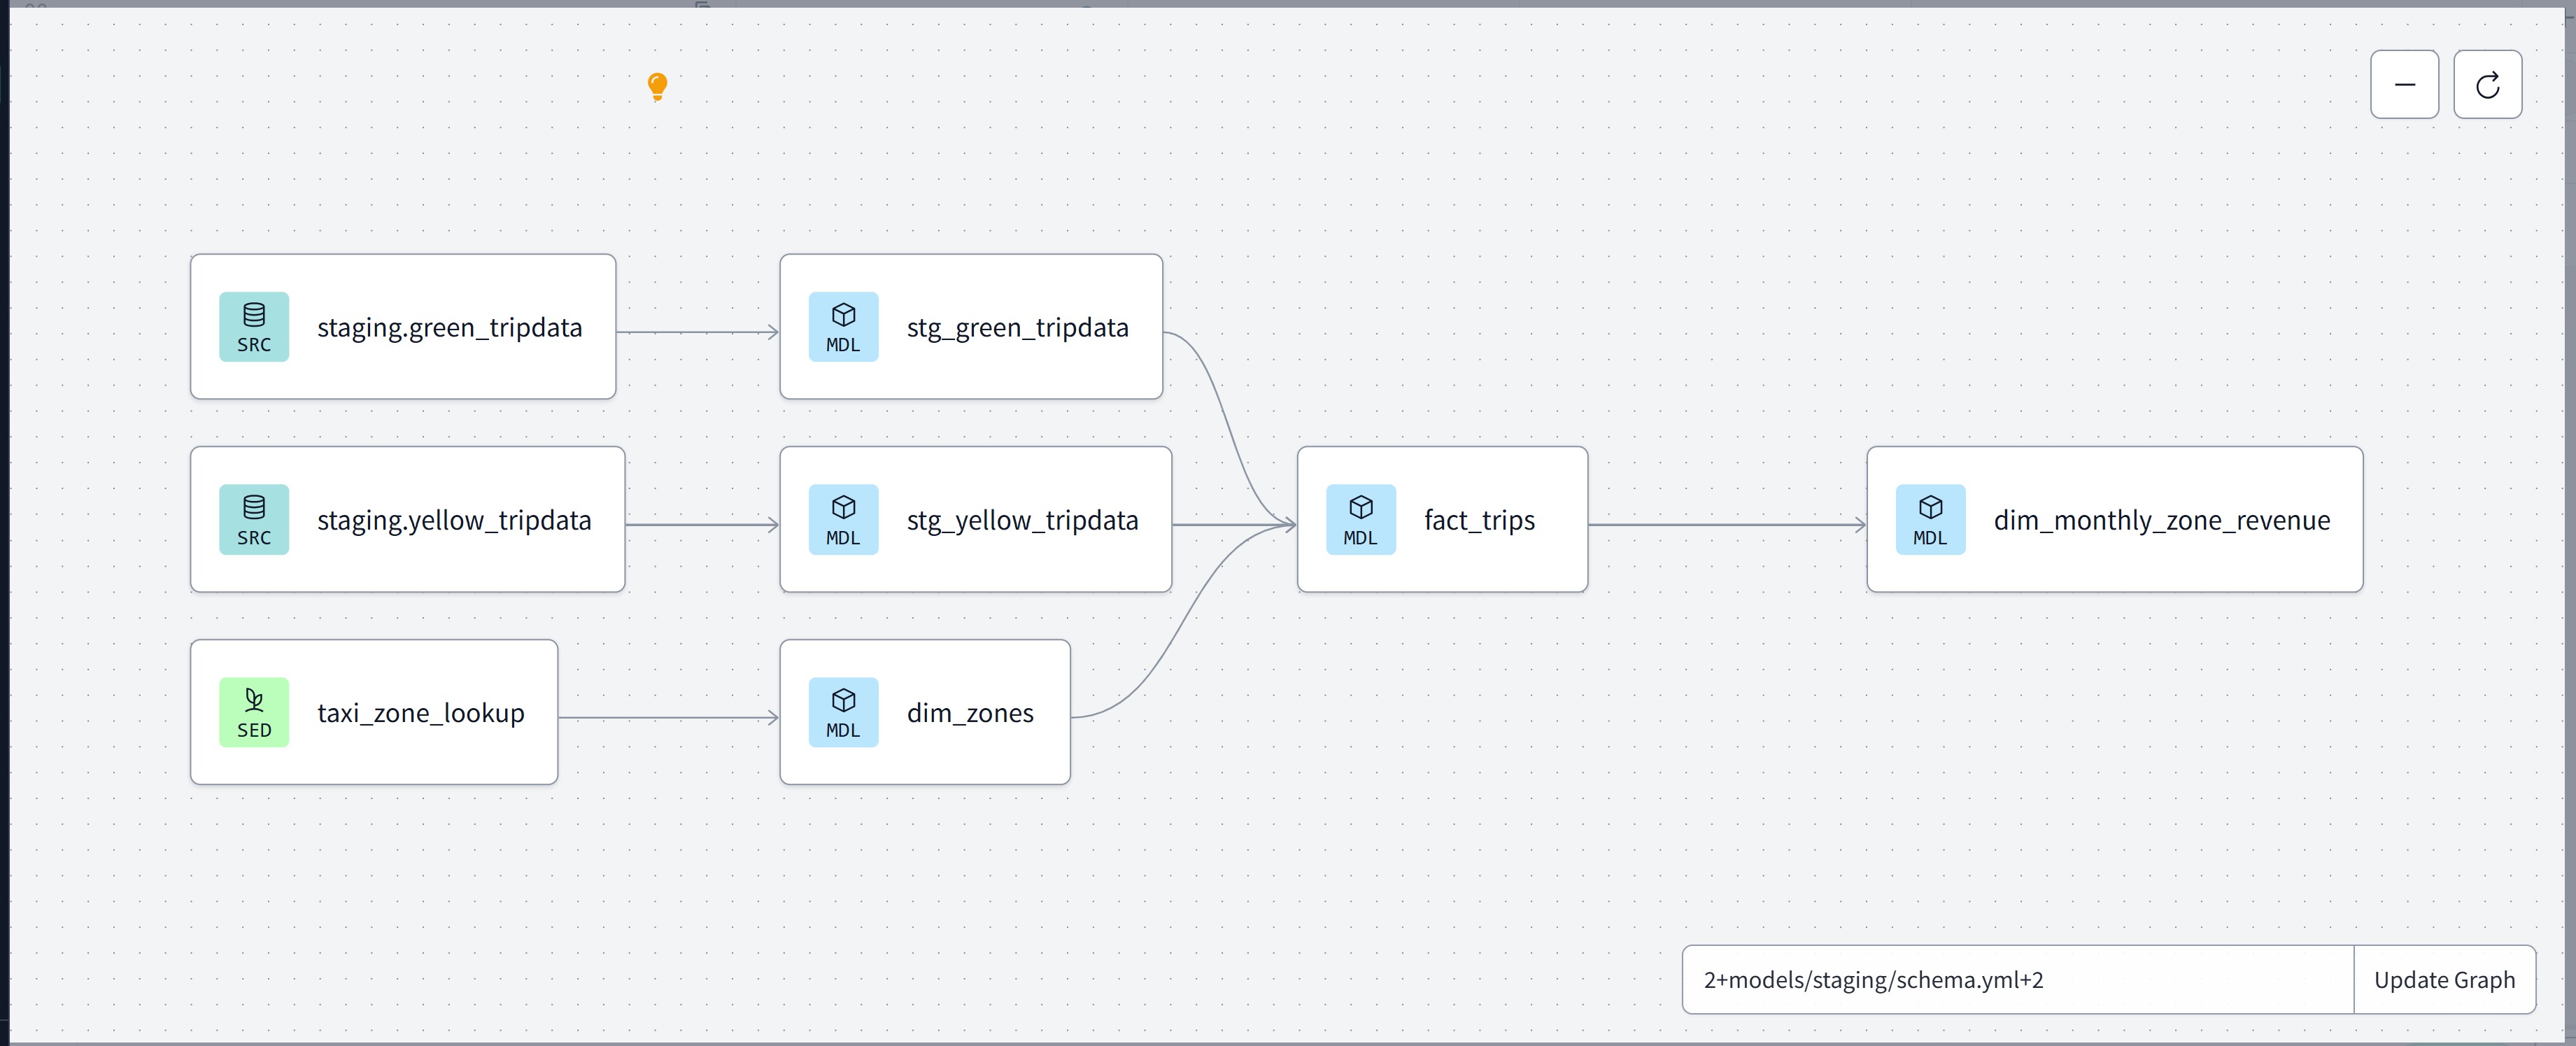 SRC
staging.green_tripdata
MDL
stg_green_tripdata
SRC
staging.yellow_tripdata
MDL
stg_yellow_tripdata
MDL
fact_trips
MDL
dim_monthly_zone_revenue
SED
taxi_zone_lookup
MDL
dim_zones
2+models/staging/schema.yml+2
Update Graph